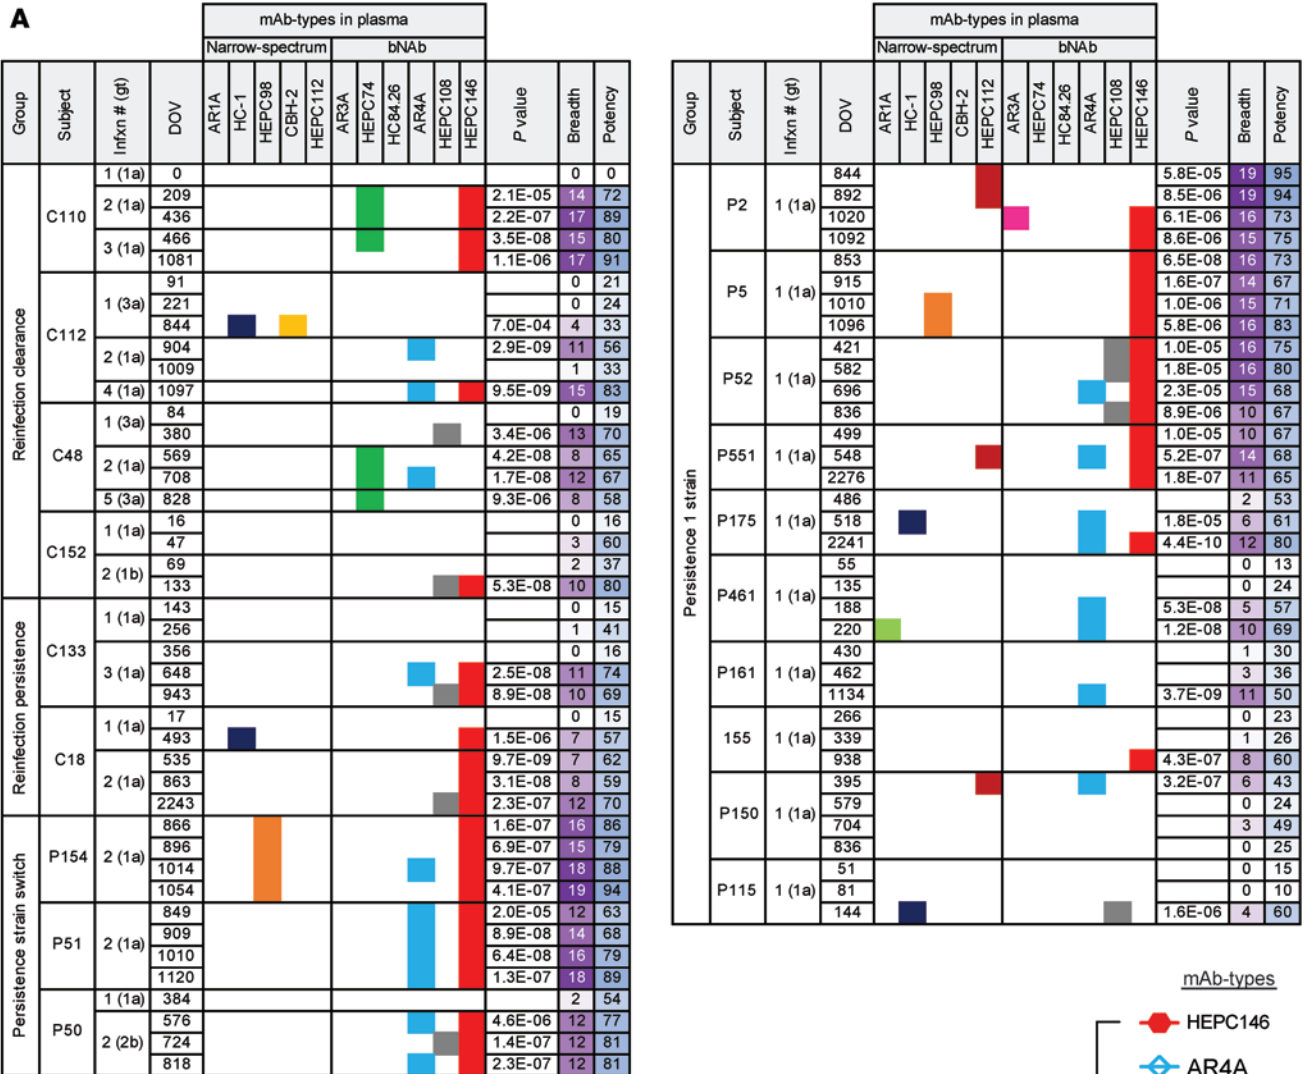 A
mAb-types in plasma
Narrow-spectrum bNAb
Group Subject Infxn # (gt) DOV AR1A HC-1 HEPC98 CBH-2 HEPC112 AR3A HEPC74 HC84.26 AR4A HEPC108 HEPC146 P value Breadth Potency
Reinfection clearance
C110
1 (1a) 0 0 0
2 (1a) 209 2.1E-05 14 72
436 2.2E-07 17 89
3 (1a) 466 3.5E-08 15 80
1081 1.1E-06 17 91
C112
1 (3a) 91 0 21
221 0 24
844 7.0E-04 4 33
2 (1a) 904 2.9E-09 11 56
1009 1 33
4 (1a) 1097 9.5E-09 15 83
C48
1 (3a) 84 0 19
380 3.4E-06 13 70
2 (1a) 569 4.2E-08 8 65
708 1.7E-08 12 67
5 (3a) 828 9.3E-06 8 58
C152
1 (1a) 16 0 16
47 3 60
2 (1b) 69 2 37
133 5.3E-08 10 80
Reinfection persistence
C133
1 (1a) 143 0 15
256 1 41
3 (1a) 356 0 16
648 2.5E-08 11 74
943 8.9E-08 10 69
C18
1 (1a) 17 0 15
493 1.5E-06 7 57
2 (1a) 535 9.7E-09 7 62
863 3.1E-08 8 59
2243 2.3E-07 12 70
Persistence strain switch
P154
2 (1a) 866 1.6E-07 16 86
896 6.9E-07 15 79
1014 9.7E-07 18 88
1054 4.1E-07 19 94
P51
2 (1a) 849 2.0E-05 12 63
909 8.9E-08 14 68
1010 6.4E-08 16 79
1120 1.3E-07 18 89
P50
1 (1a) 384 2 54
2 (2b) 576 4.6E-06 12 77
724 1.4E-07 12 81
818 2.3E-07 12 81
mAb-types in plasma
Narrow-spectrum bNAb
Group Subject Infxn # (gt) DOV AR1A HC-1 HEPC98 CBH-2 HEPC112 AR3A HEPC74 HC84.26 AR4A HEPC108 HEPC146 P value Breadth Potency
Persistence 1 strain
P2 1 (1a)
844 5.8E-05 19 95
892 8.5E-06 19 94
1020 6.1E-06 16 73
1092 8.6E-06 15 75
P5 1 (1a)
853 6.5E-08 16 73
915 1.6E-07 14 67
1010 1.0E-06 15 71
1096 5.8E-06 16 83
P52 1 (1a)
421 1.0E-05 16 75
582 1.8E-05 16 80
696 2.3E-05 15 68
836 8.9E-06 10 67
P551 1 (1a)
499 1.0E-05 10 67
548 5.2E-07 14 68
2276 1.8E-07 11 65
P175 1 (1a)
486 2 53
518 1.8E-05 6 61
2241 4.4E-10 12 80
P461 1 (1a)
55 0 13
135 0 24
188 5.3E-08 5 57
220 1.2E-08 10 69
P161 1 (1a)
430 1 30
462 3 36
1134 3.7E-09 11 50
155 1 (1a)
266 0 23
339 1 26
938 4.3E-07 8 60
P150 1 (1a)
395 3.2E-07 6 43
579 0 24
704 3 49
836 0 25
P115 1 (1a)
51 0 15
81 0 10
144 1.6E-06 4 60
mAb-types
HEPC146
AR4A